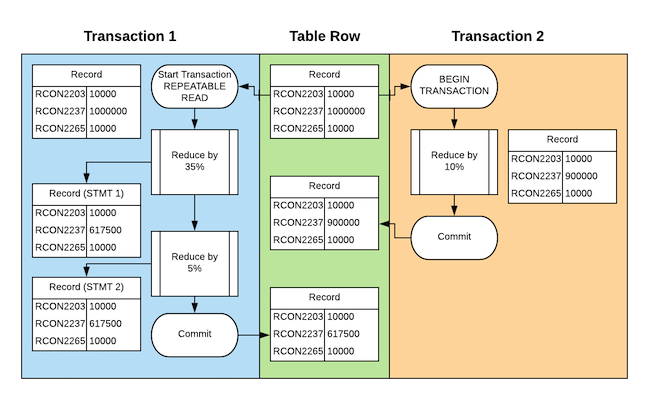 Transaction 1
Table Row
Transaction 2
Record
RCON2203 10000
RCON2237 1000000
RCON2265 10000
Start Transaction
REPEATABLE
READ
Record
RCON2203 10000
RCON2237 1000000
RCON2265 10000
BEGIN
TRANSACTION
Reduce by
35%
Reduce by
10%
Record
RCON2203 10000
RCON2237 900000
RCON2265 10000
Record (STMT 1)
RCON2203 10000
RCON2237 617500
RCON2265 10000
Record
RCON2203 10000
RCON2237 900000
RCON2265 10000
Commit
Reduce by
5%
Record (STMT 2)
RCON2203 10000
RCON2237 617500
RCON2265 10000
Commit
Record
RCON2203 10000
RCON2237 617500
RCON2265 10000